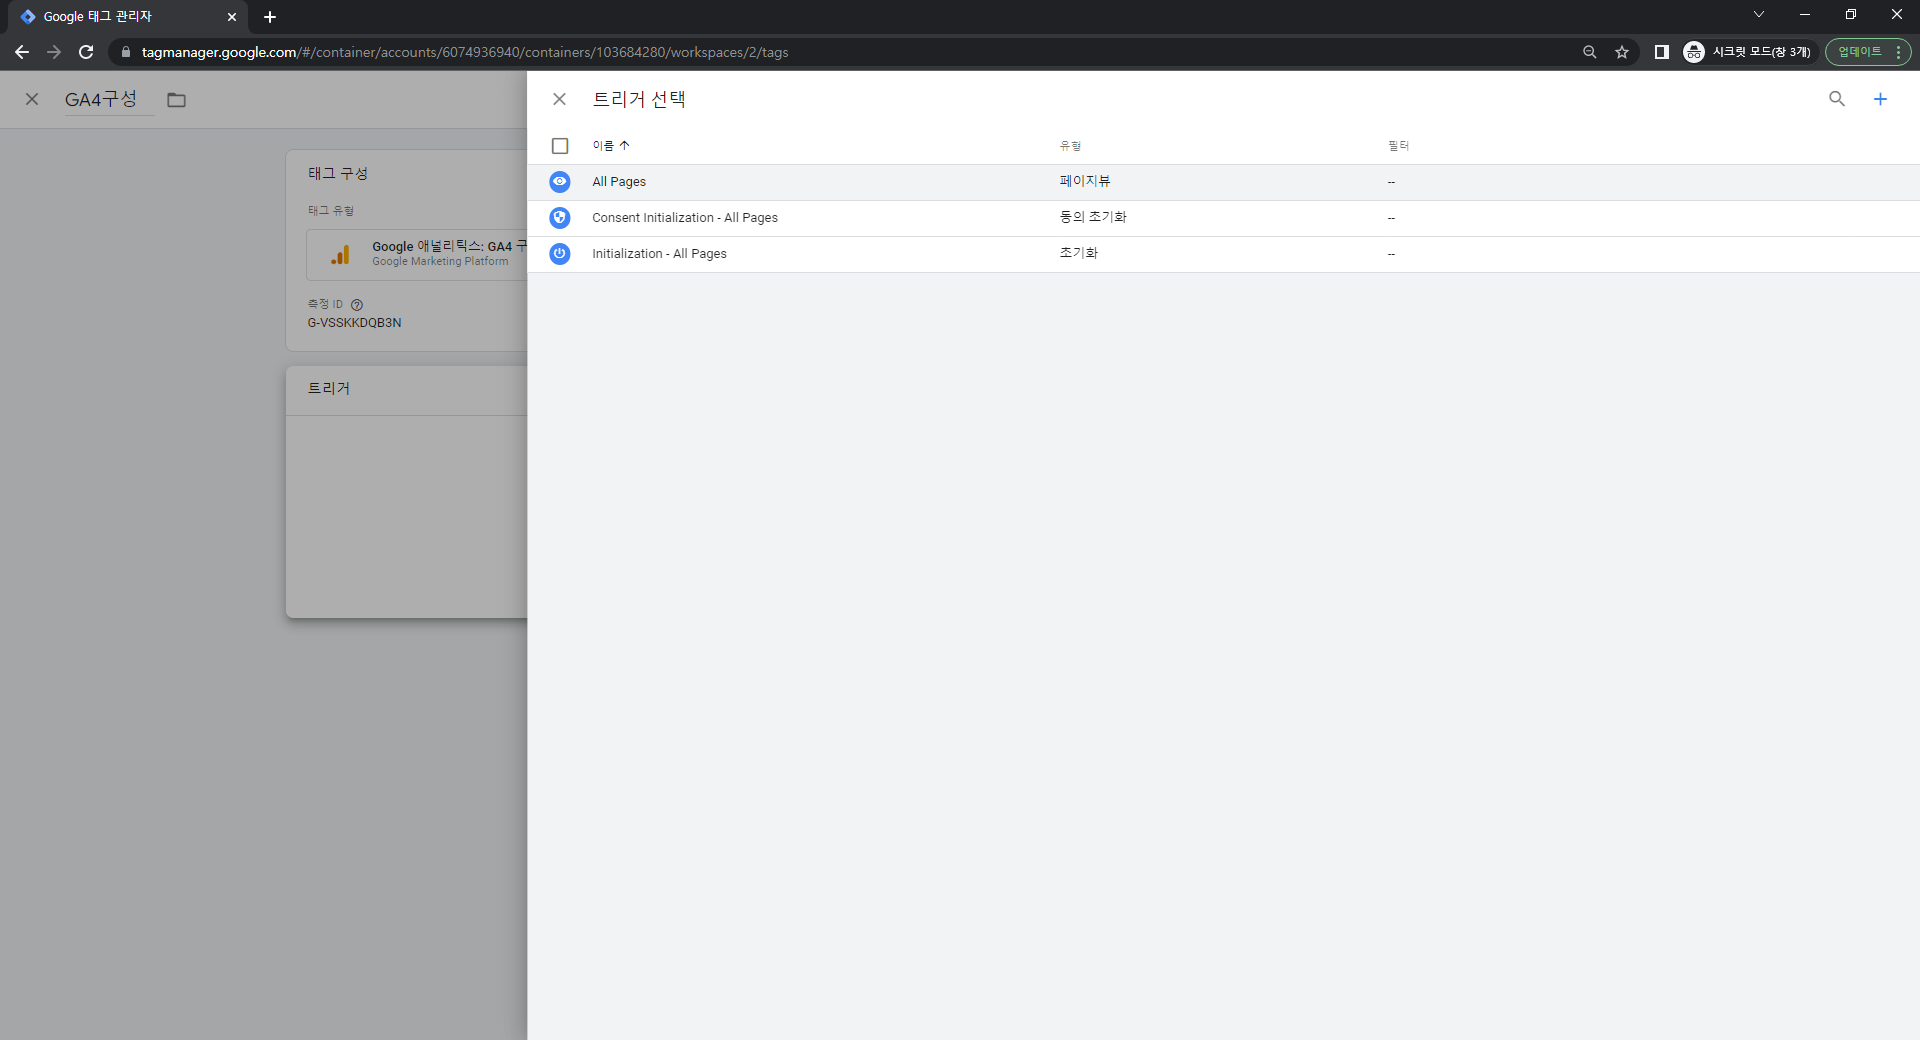 Google 태그 관리자
tagmanager.google.com/#/container/accounts/6074936940/containers/103684280/workspaces/2/tags
시크릿 모드(창 3개)
업데이트
GA4구성
태그 구성
태그 유형
Google 애널리틱스: GA4 구
Google Marketing Platform
측정 ID
G-VSSKKDQB3N
트리거
트리거 선택
이름 유형 필터
All Pages 페이지뷰 --
Consent Initialization - All Pages 동의 초기화 --
Initialization - All Pages 초기화 --